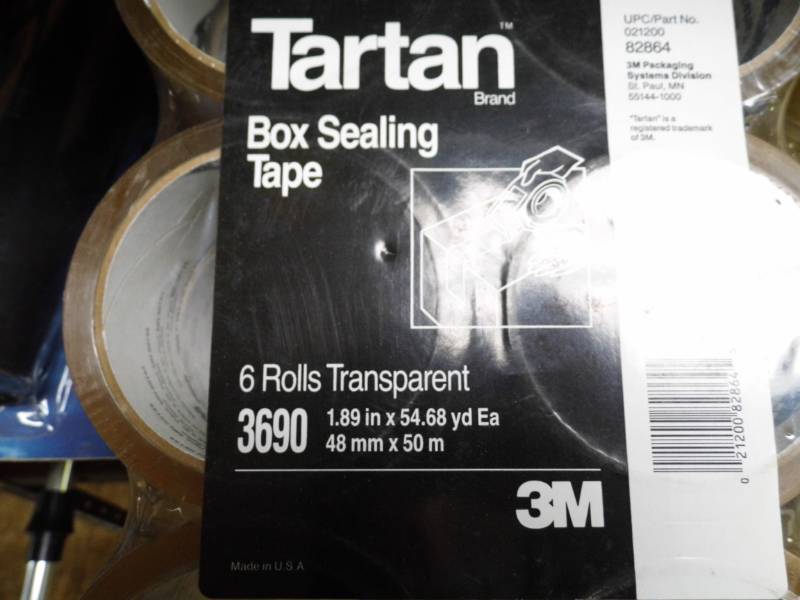 Tartan™
Brand
Box Sealing
Tape
6 Rolls Transparent
3690
1.89 in x 54.68 yd Ea
48 mm x 50 m
3M
Made in U.S.A
UPC/Part No.
021200
82864
3M Packaging
Systems Division
St. Paul, MN
55144-1000
"Tartan" is a
registered trademark
of 3M.
0 21200 82864